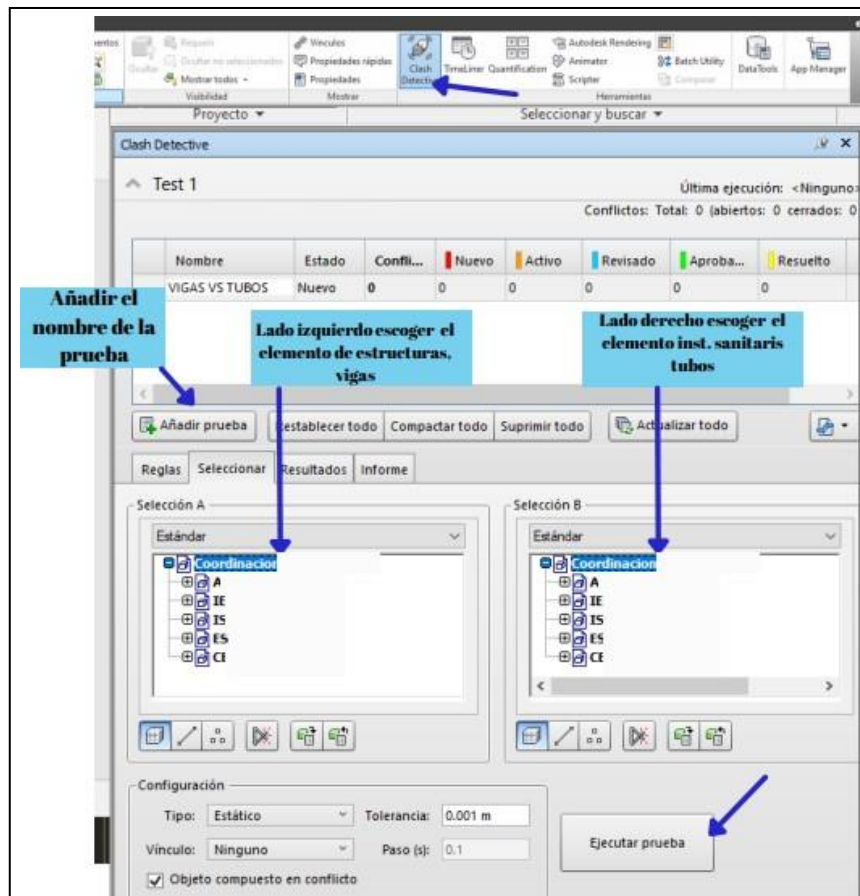 Requerir
Vínculos
Autodesk Rendering
Ocultar
Ocultar no seleccionados
Propiedades rápidas
Clash Detective
TimeLiner
Quantification
Animator
Batch Utility
DataTools
App Manager
Mostrar todos
Propiedades
Scripter
Comparar
Visibilidad
Mostrar
Herramientas
Proyecto
Seleccionar y buscar
Clash Detective
Test 1
Última ejecución: <Ninguno>
Conflictos: Total: 0 (abiertos: 0 cerrados: 0
Nombre Estado Confli... Nuevo Activo Revisado Aproba... Resuelto
VIGAS VS TUBOS Nuevo 0 0 0 0 0 0
Añadir el
nombre de la
prueba
Lado izquierdo escoger el
elemento de estructuras,
vigas
Lado derecho escoger el
elemento inst. sanitaris
tubos
Añadir prueba
Restablecer todo
Compactar todo
Suprimir todo
Actualizar todo
Reglas Seleccionar Resultados Informe
Selección A
Estándar
Coordinacion
A
IE
IS
ES
CE
Selección B
Estándar
Coordinacion
A
IE
IS
ES
CE
Configuración
Tipo: Estático Tolerancia: 0.001 m
Vínculo: Ninguno Paso (s): 0.1
Objeto compuesto en conflicto
Ejecutar prueba